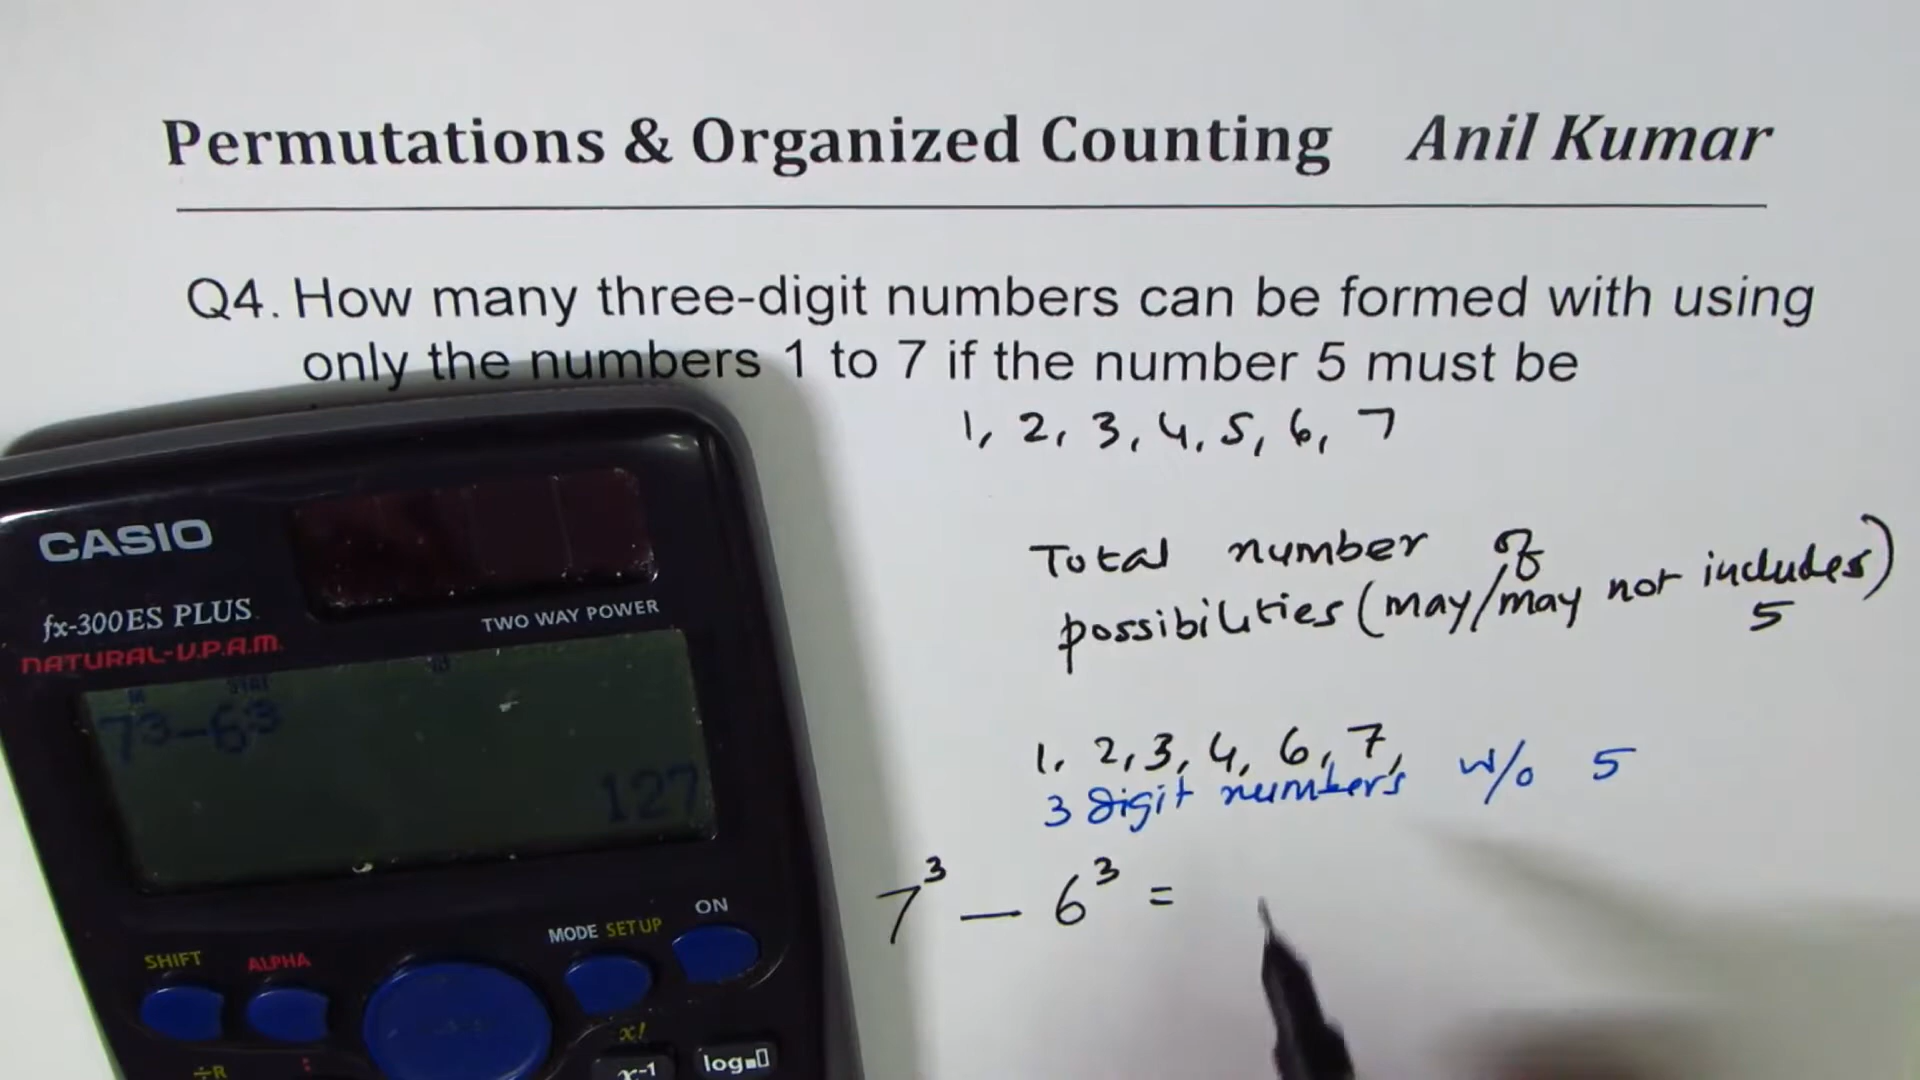 Permutations & Organized Counting Anil Kumar
Q4. How many three-digit numbers can be formed with using
only the numbers 1 to 7 if the number 5 must be
1, 2, 3, 4, 5, 6, 7
Total number of
possibilities (may/may not includes)
5
1, 2, 3, 4, 6, 7,
3 digit numbers w/o 5
7³ — 6³ =
CASIO
fx-300ES PLUS
TWO WAY POWER
NATURAL-V.P.A.M.
7³-6³
127
SHIFT ALPHA MODE SETUP ON
x!
÷R : x-1 log